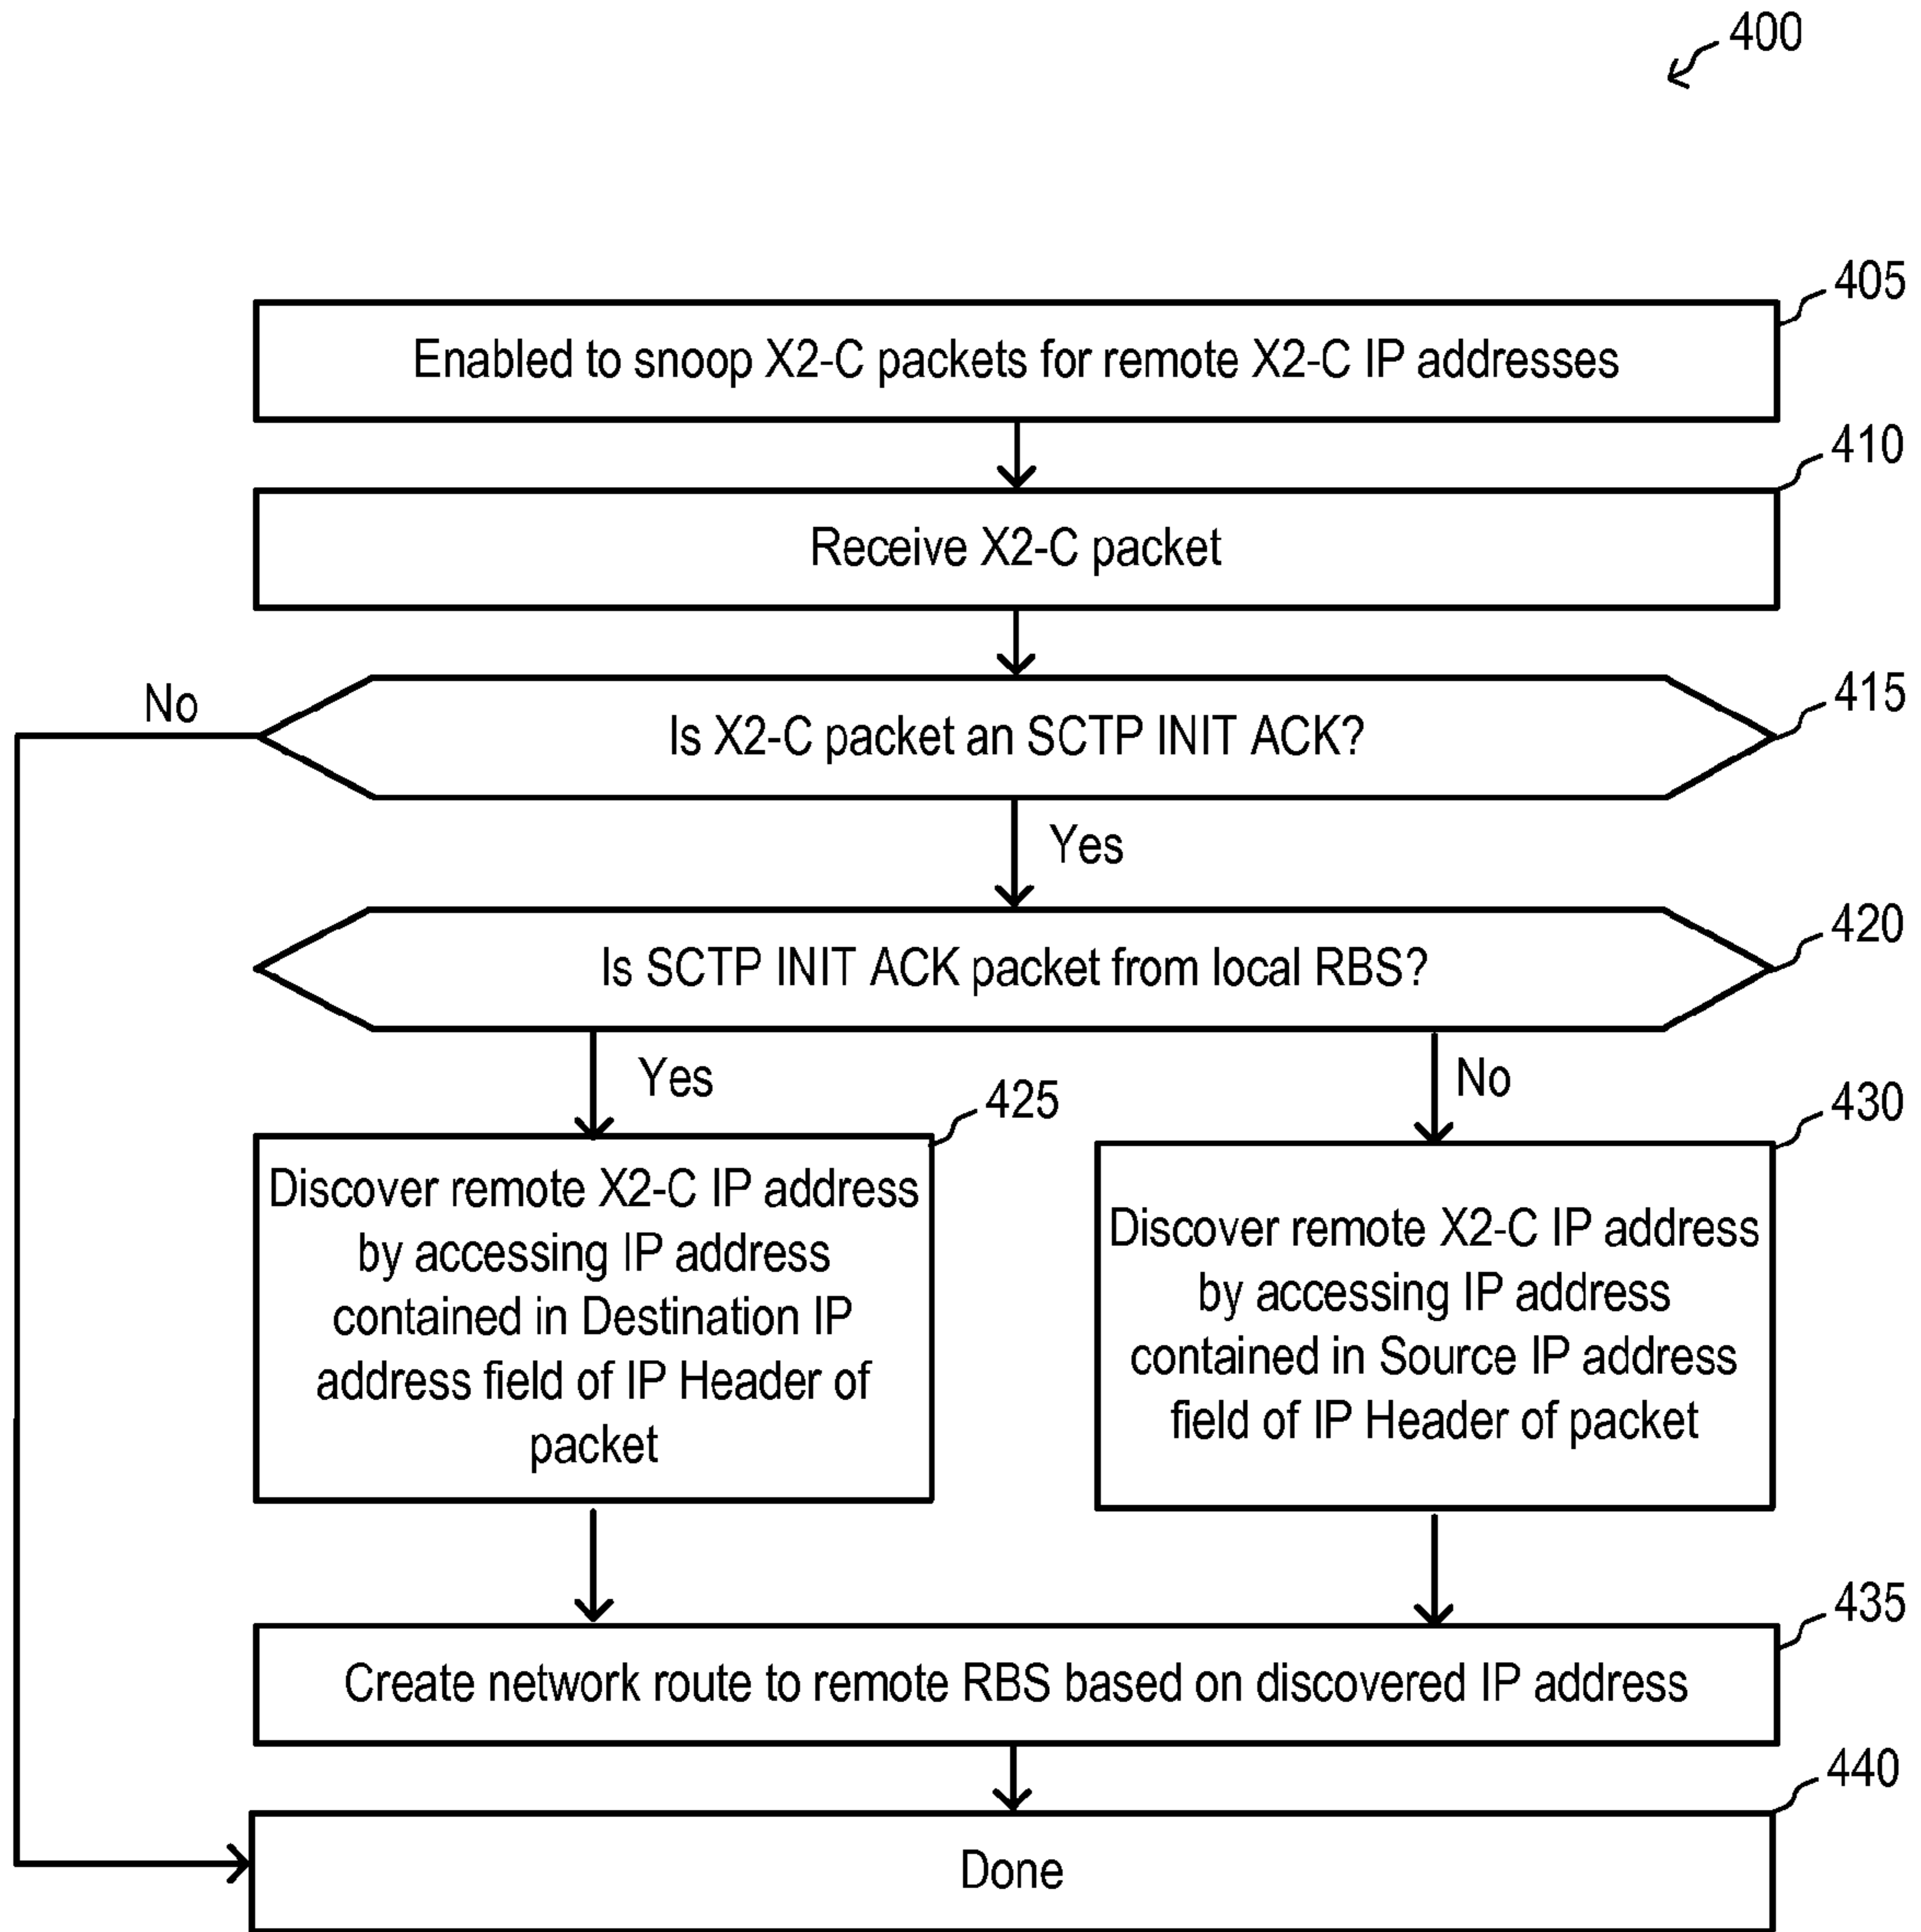 400
405
Enabled to snoop X2-C packets for remote X2-C IP addresses
410
Receive X2-C packet
415
No
Is X2-C packet an SCTP INIT ACK?
Yes
420
Is SCTP INIT ACK packet from local RBS?
Yes
No
425
430
Discover remote X2-C IP address
by accessing IP address
contained in Destination IP
address field of IP Header of
packet
Discover remote X2-C IP address
by accessing IP address
contained in Source IP address
field of IP Header of packet
435
Create network route to remote RBS based on discovered IP address
440
Done